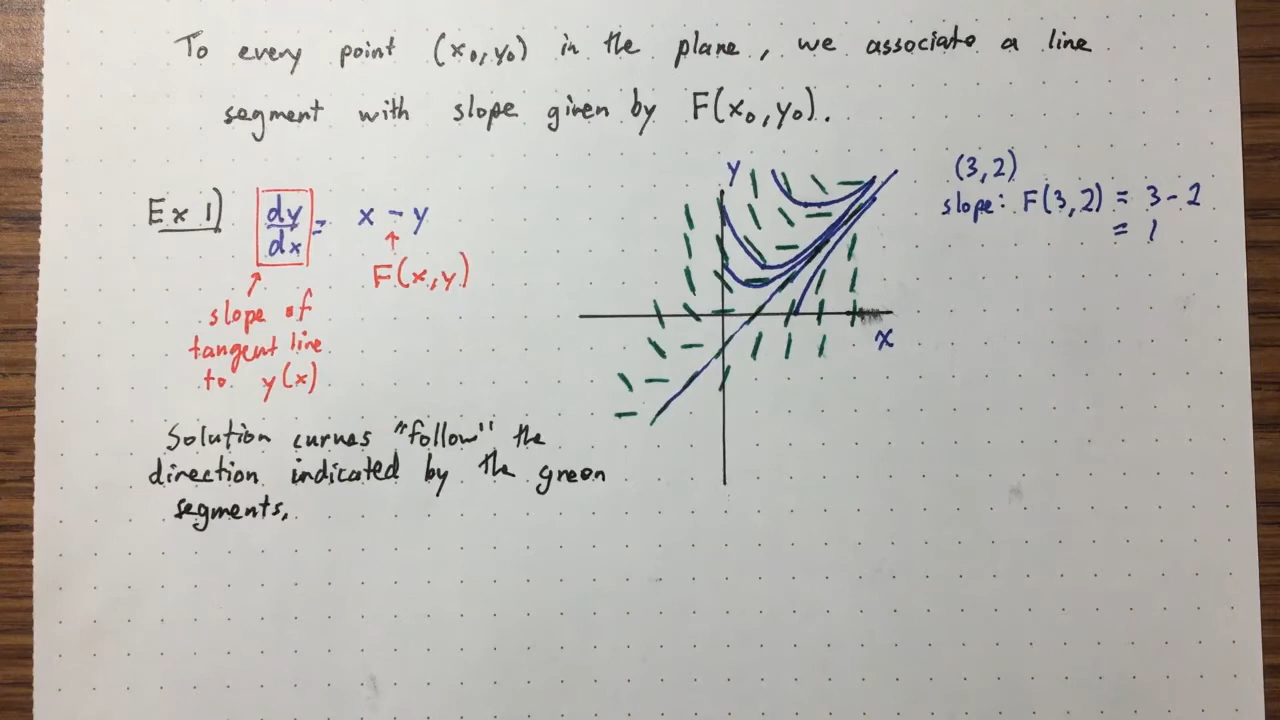 To every point (x₀,y₀) in the plane, we associate a line
segment with slope given by F(x₀,y₀).
Ex 1) dy/dx = x - y
↑
F(x,y)
slope of
tangent line
to y(x)
y
x
(3,2)
slope: F(3,2) = 3 - 2
= 1
Solution curves "follow" the
direction indicated by the green
segments.